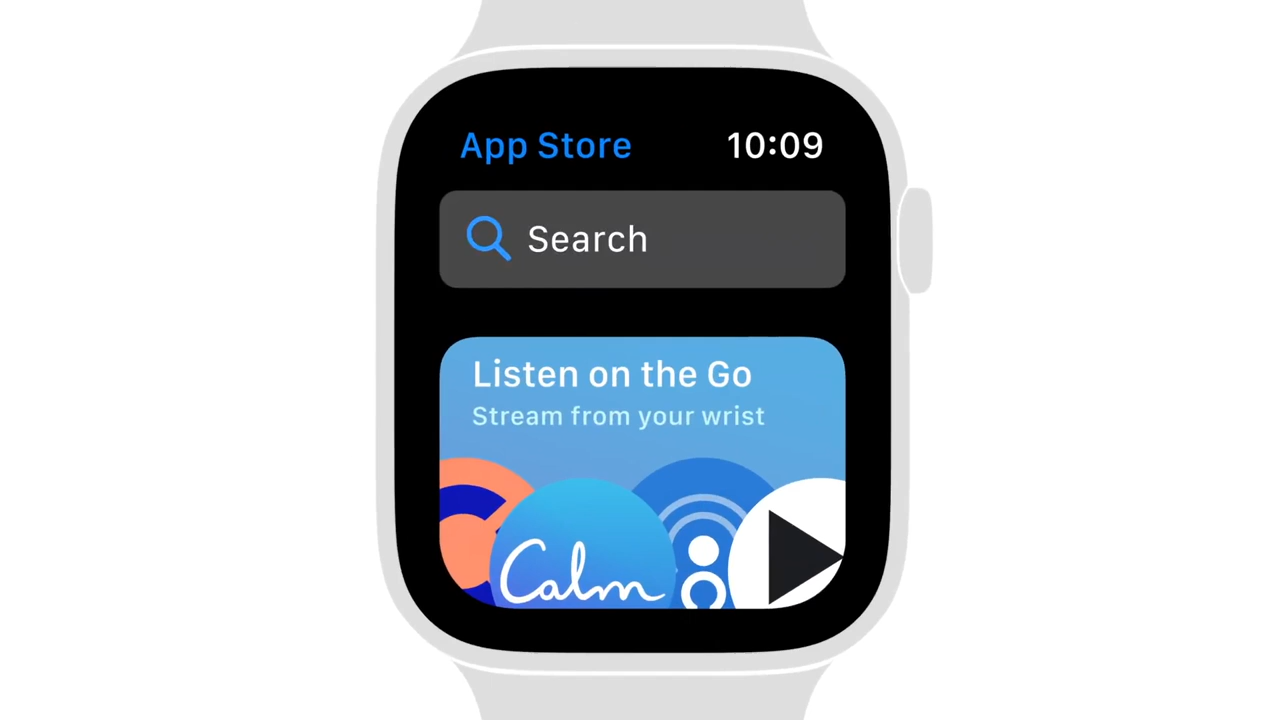 App Store
10:09
Search
Listen on the Go
Stream from your wrist
Calm